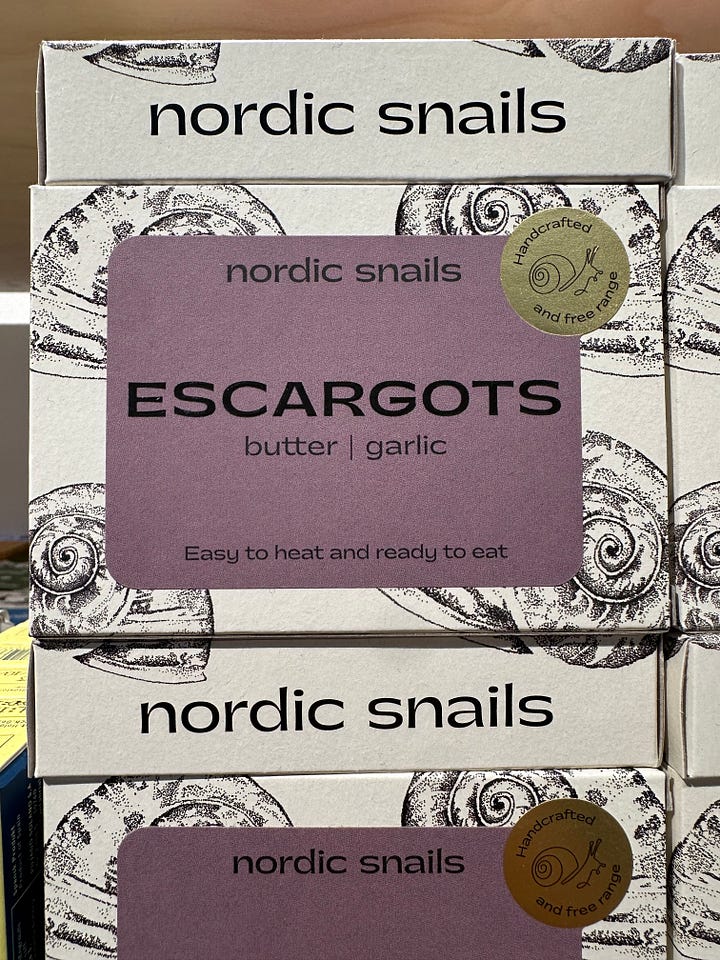 nordic snails
nordic snails
Handcrafted
and free range
ESCARGOTS
butter | garlic
Easy to heat and ready to eat
nordic snails
nordic snails
Handcrafted
and free range